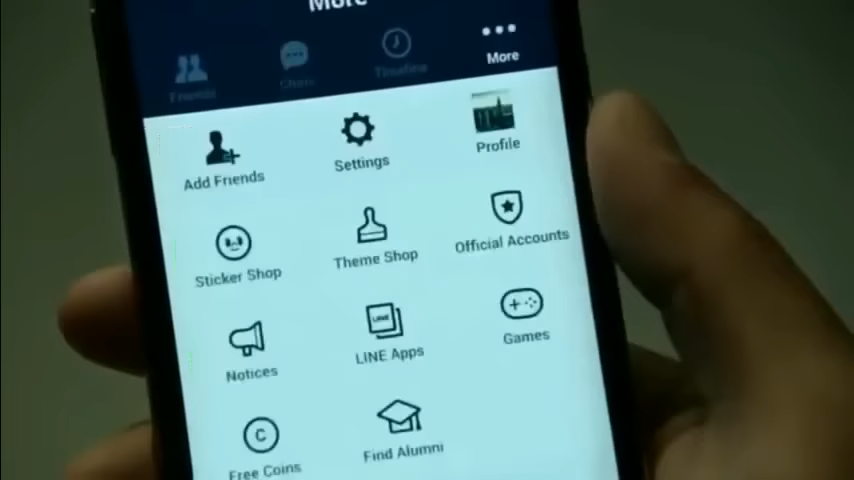 More
Friends
Chats
Timeline
More
Add Friends
Settings
Profile
Sticker Shop
Theme Shop
Official Accounts
Notices
LINE
LINE Apps
Games
C
Free Coins
Find Alumni